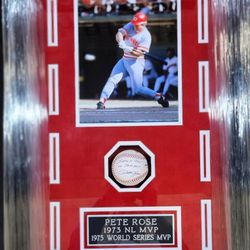 PETE ROSE
1973 NL MVP
1975 WORLD SERIES MVP